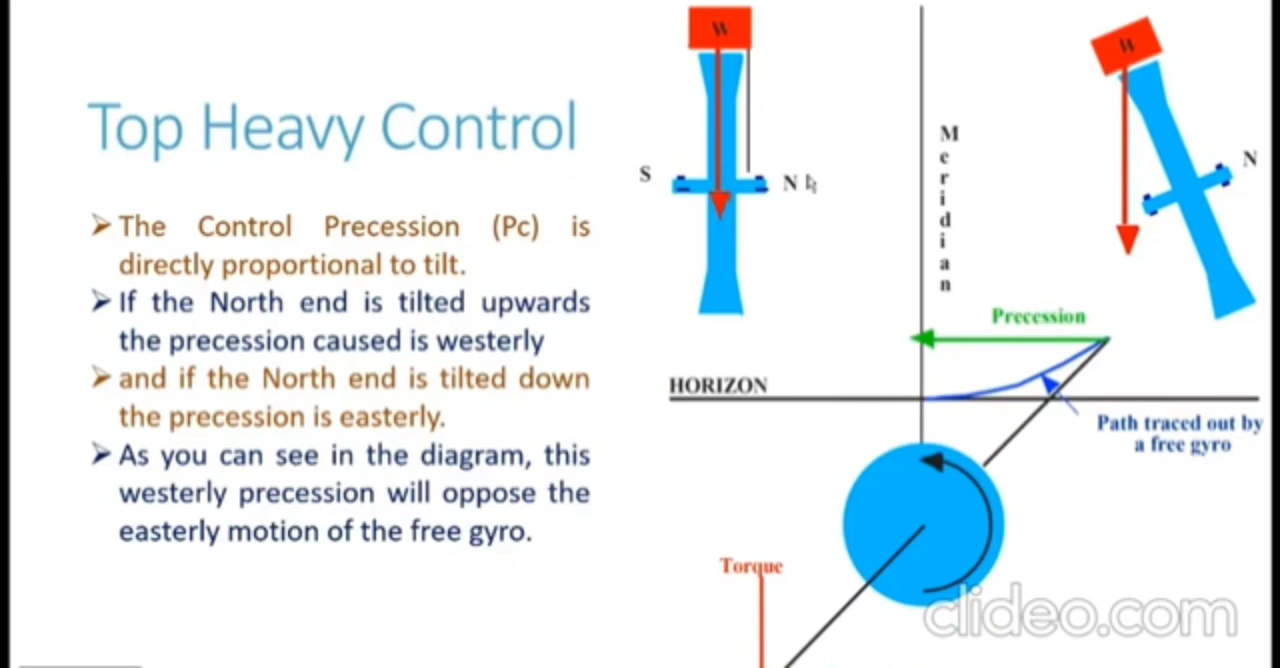 Top Heavy Control
➢ The Control Precession (Pc) is
directly proportional to tilt.
➢ If the North end is tilted upwards
the precession caused is westerly
➢ and if the North end is tilted down
the precession is easterly.
➢ As you can see in the diagram, this
westerly precession will oppose the
easterly motion of the free gyro.
W
S
N
Meridian
W
N
Precession
HORIZON
Path traced out by
a free gyro
Torque
clideo.com